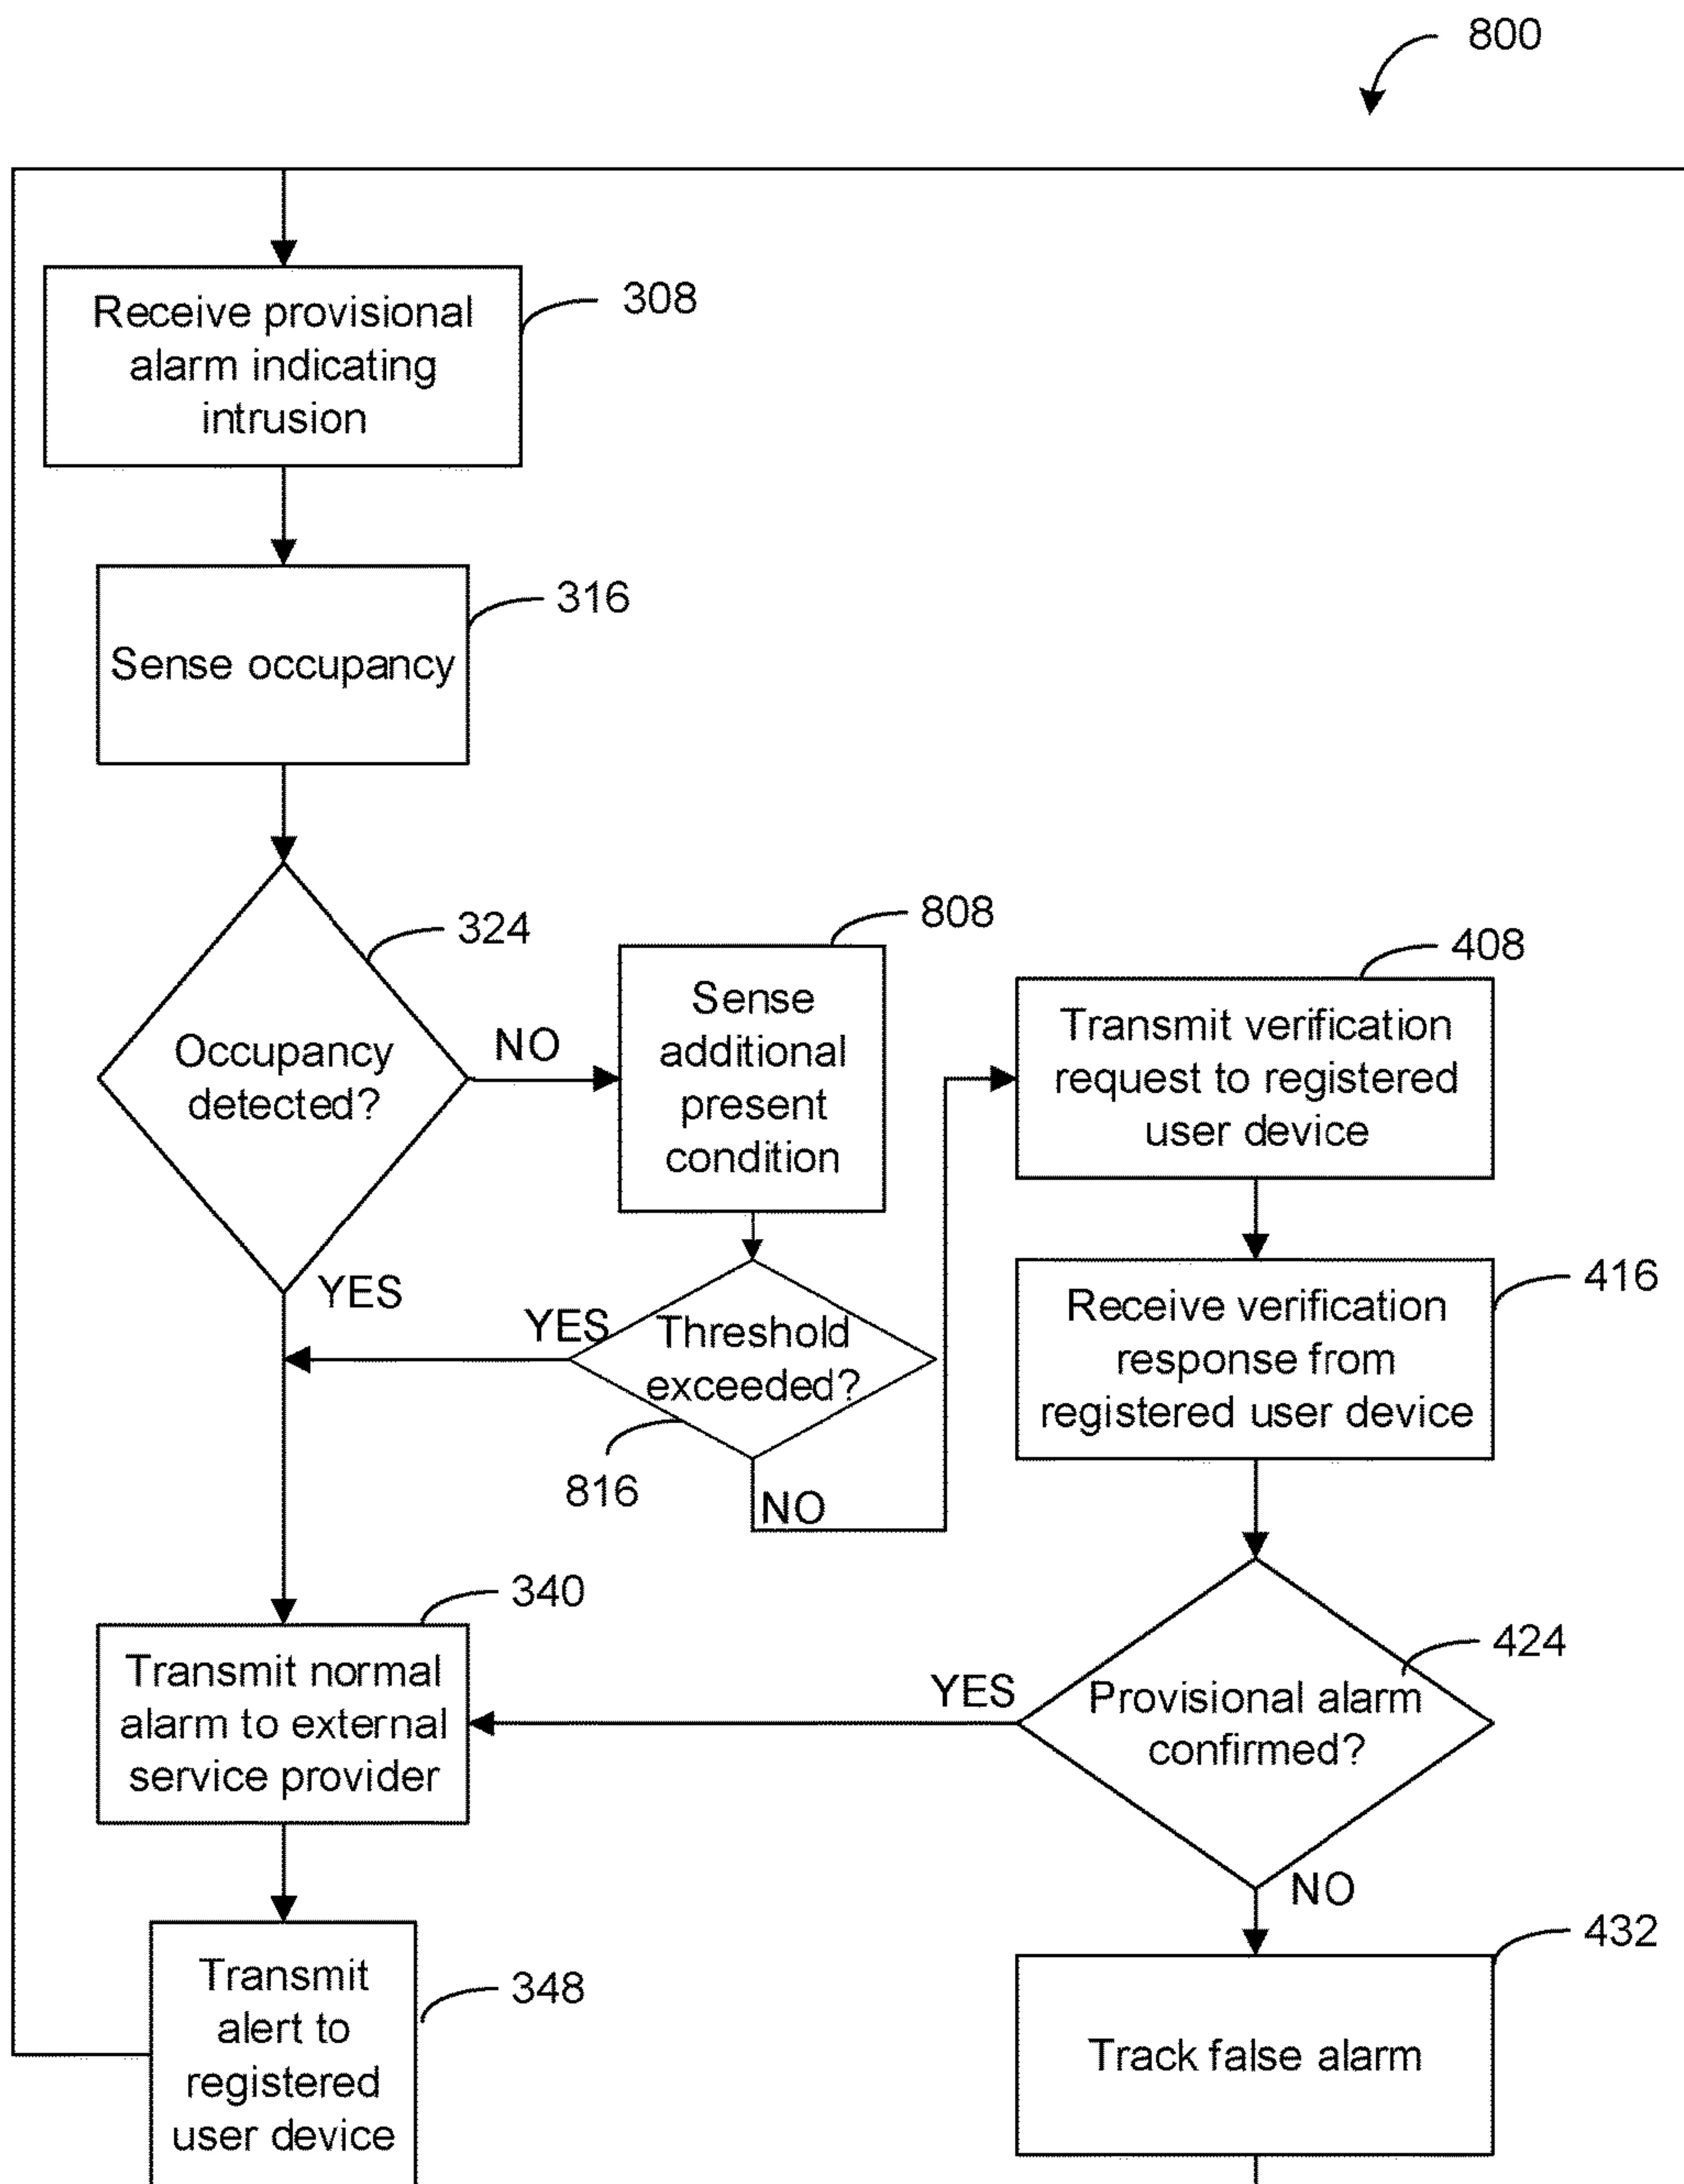 800
Receive provisional
alarm indicating
intrusion
308
Sense occupancy
316
Occupancy
detected?
324
NO
YES
Sense
additional
present
condition
808
Threshold
exceeded?
YES
816
NO
Transmit verification
request to registered
user device
408
Receive verification
response from
registered user device
416
Provisional alarm
confirmed?
424
YES
NO
Transmit normal
alarm to external
service provider
340
Transmit
alert to
registered
user device
348
Track false alarm
432